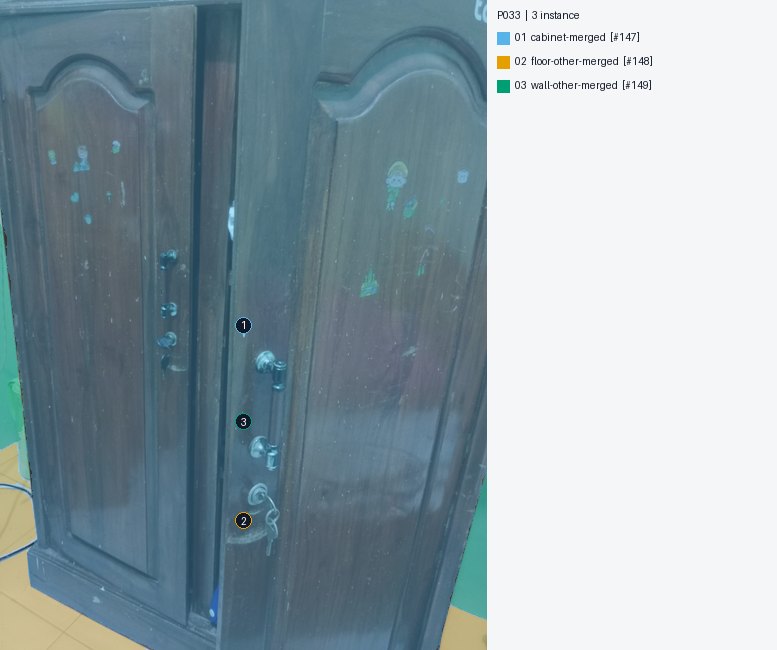 P033 | 3 instance
01 cabinet-merged [#147]
02 floor-other-merged [#148]
03 wall-other-merged [#149]
1
3
2